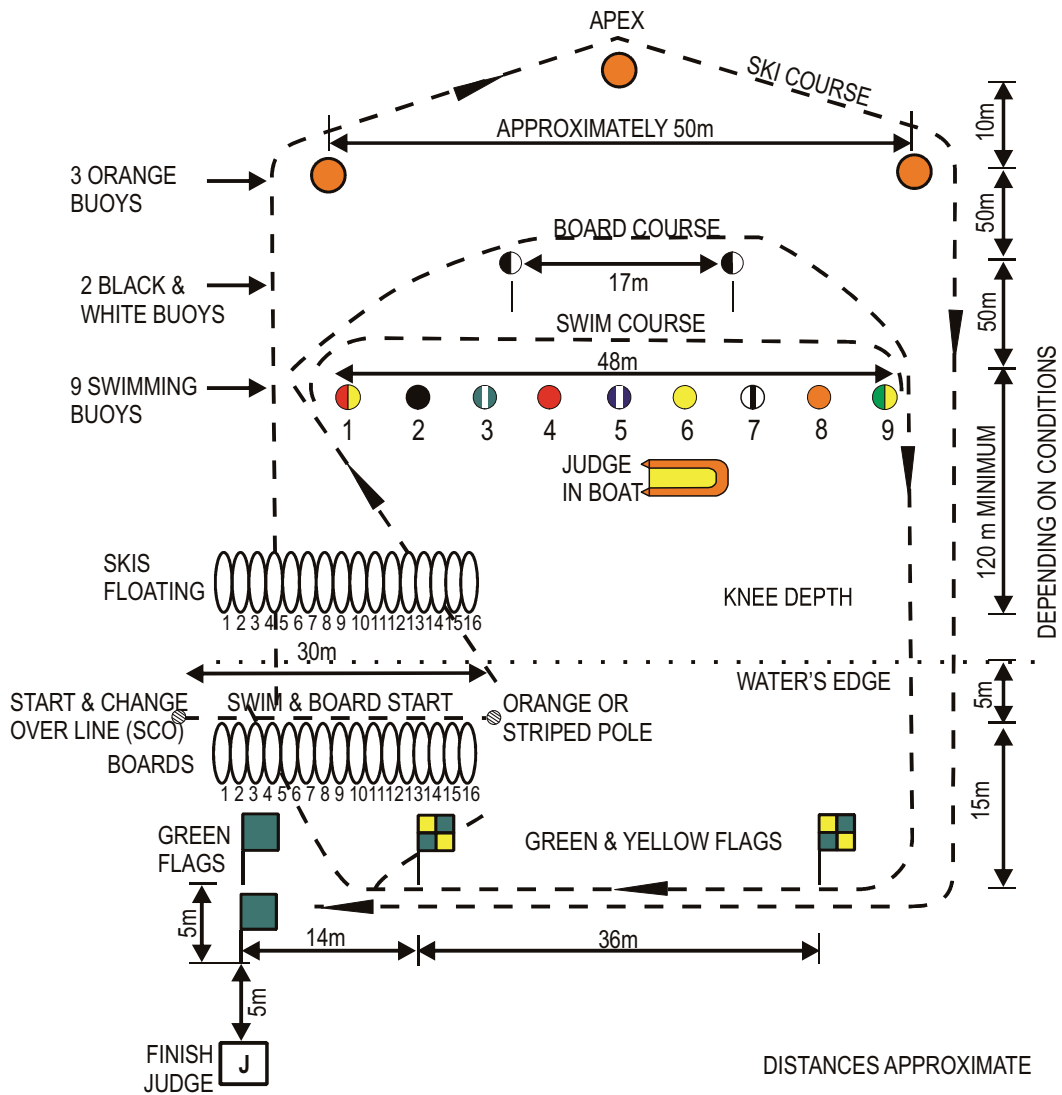 APEX
SKI COURSE
10m
APPROXIMATELY 50m
3 ORANGE
BUOYS
50m
BOARD COURSE
2 BLACK &
WHITE BUOYS
17m
50m
SWIM COURSE
9 SWIMMING
BUOYS
48m
1 2 3 4 5 6 7 8 9
JUDGE
IN BOAT
120 m MINIMUM
DEPENDING ON CONDITIONS
SKIS
FLOATING
KNEE DEPTH
1 2 3 4 5 6 7 8 9 10 11 12 13 14 15 16
30m
WATER'S EDGE
5m
START & CHANGE
OVER LINE (SCO)
SWIM & BOARD START
ORANGE OR
STRIPED POLE
BOARDS
1 2 3 4 5 6 7 8 9 10 11 12 13 14 15 16
15m
GREEN
FLAGS
GREEN & YELLOW FLAGS
5m
14m
36m
5m
FINISH
JUDGE
J
DISTANCES APPROXIMATE